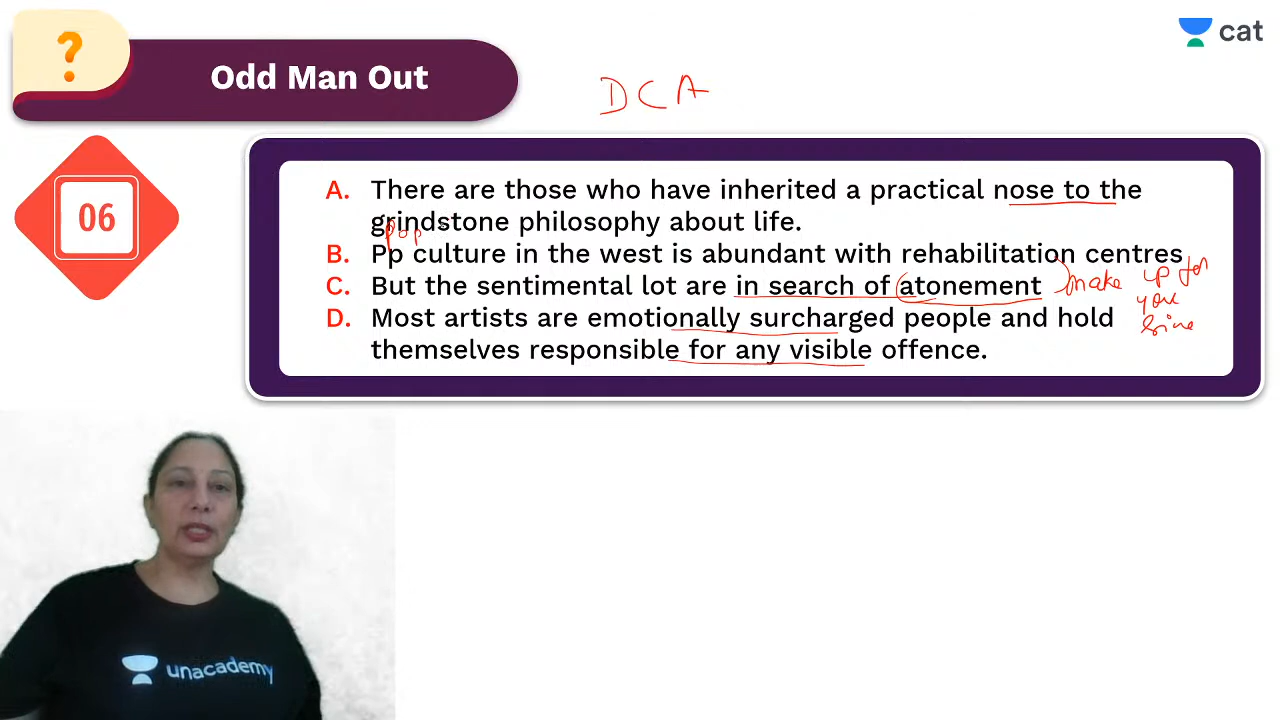 ?
Odd Man Out
DCA
cat
06
A. There are those who have inherited a practical nose to the
grindstone philosophy about life.
pop
B. Pp culture in the west is abundant with rehabilitation centres
C. But the sentimental lot are in search of atonement
make up for
your
sins
D. Most artists are emotionally surcharged people and hold
themselves responsible for any visible offence.
unacademy